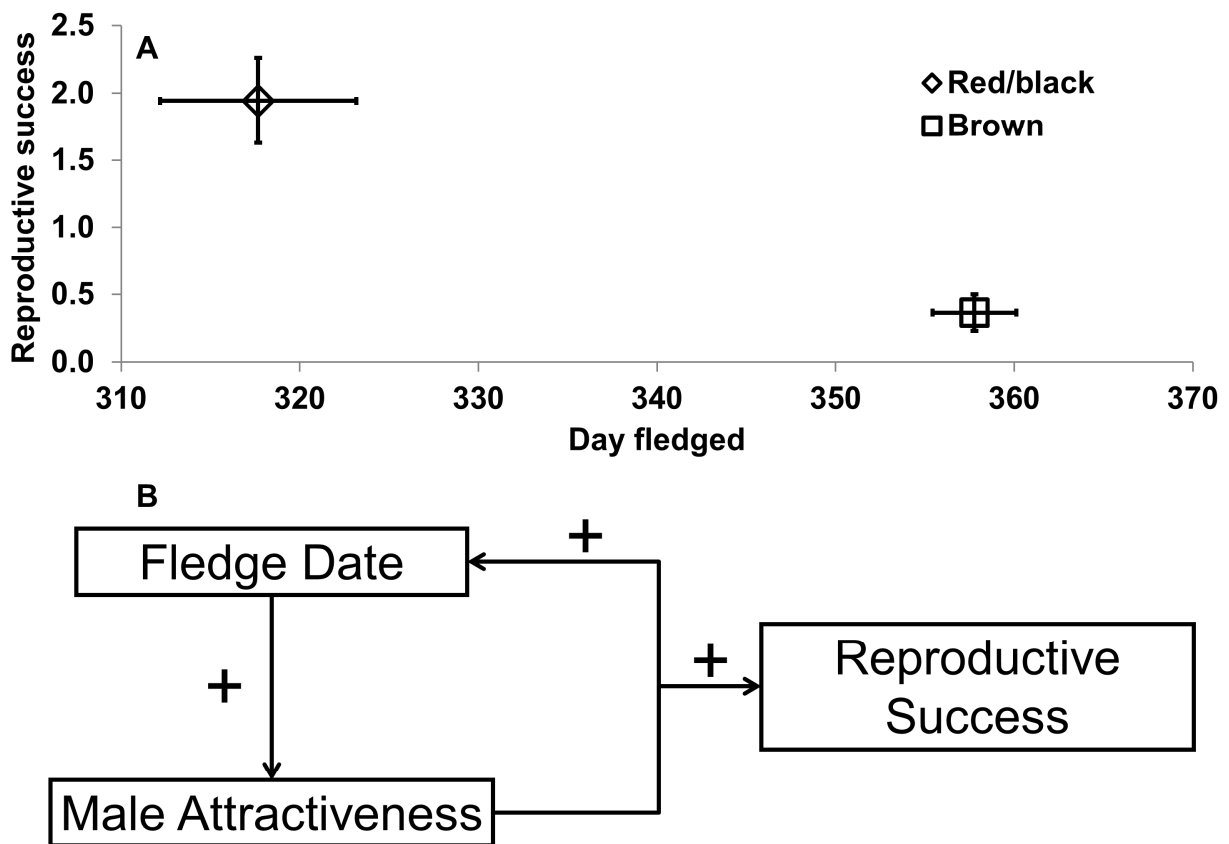 A
Reproductive success
2.5
2.0
1.5
1.0
0.5
0.0
310 320 330 340 350 360 370
Day fledged
Red/black
Brown
B
Fledge Date
+
+
+
Reproductive
Success
Male Attractiveness